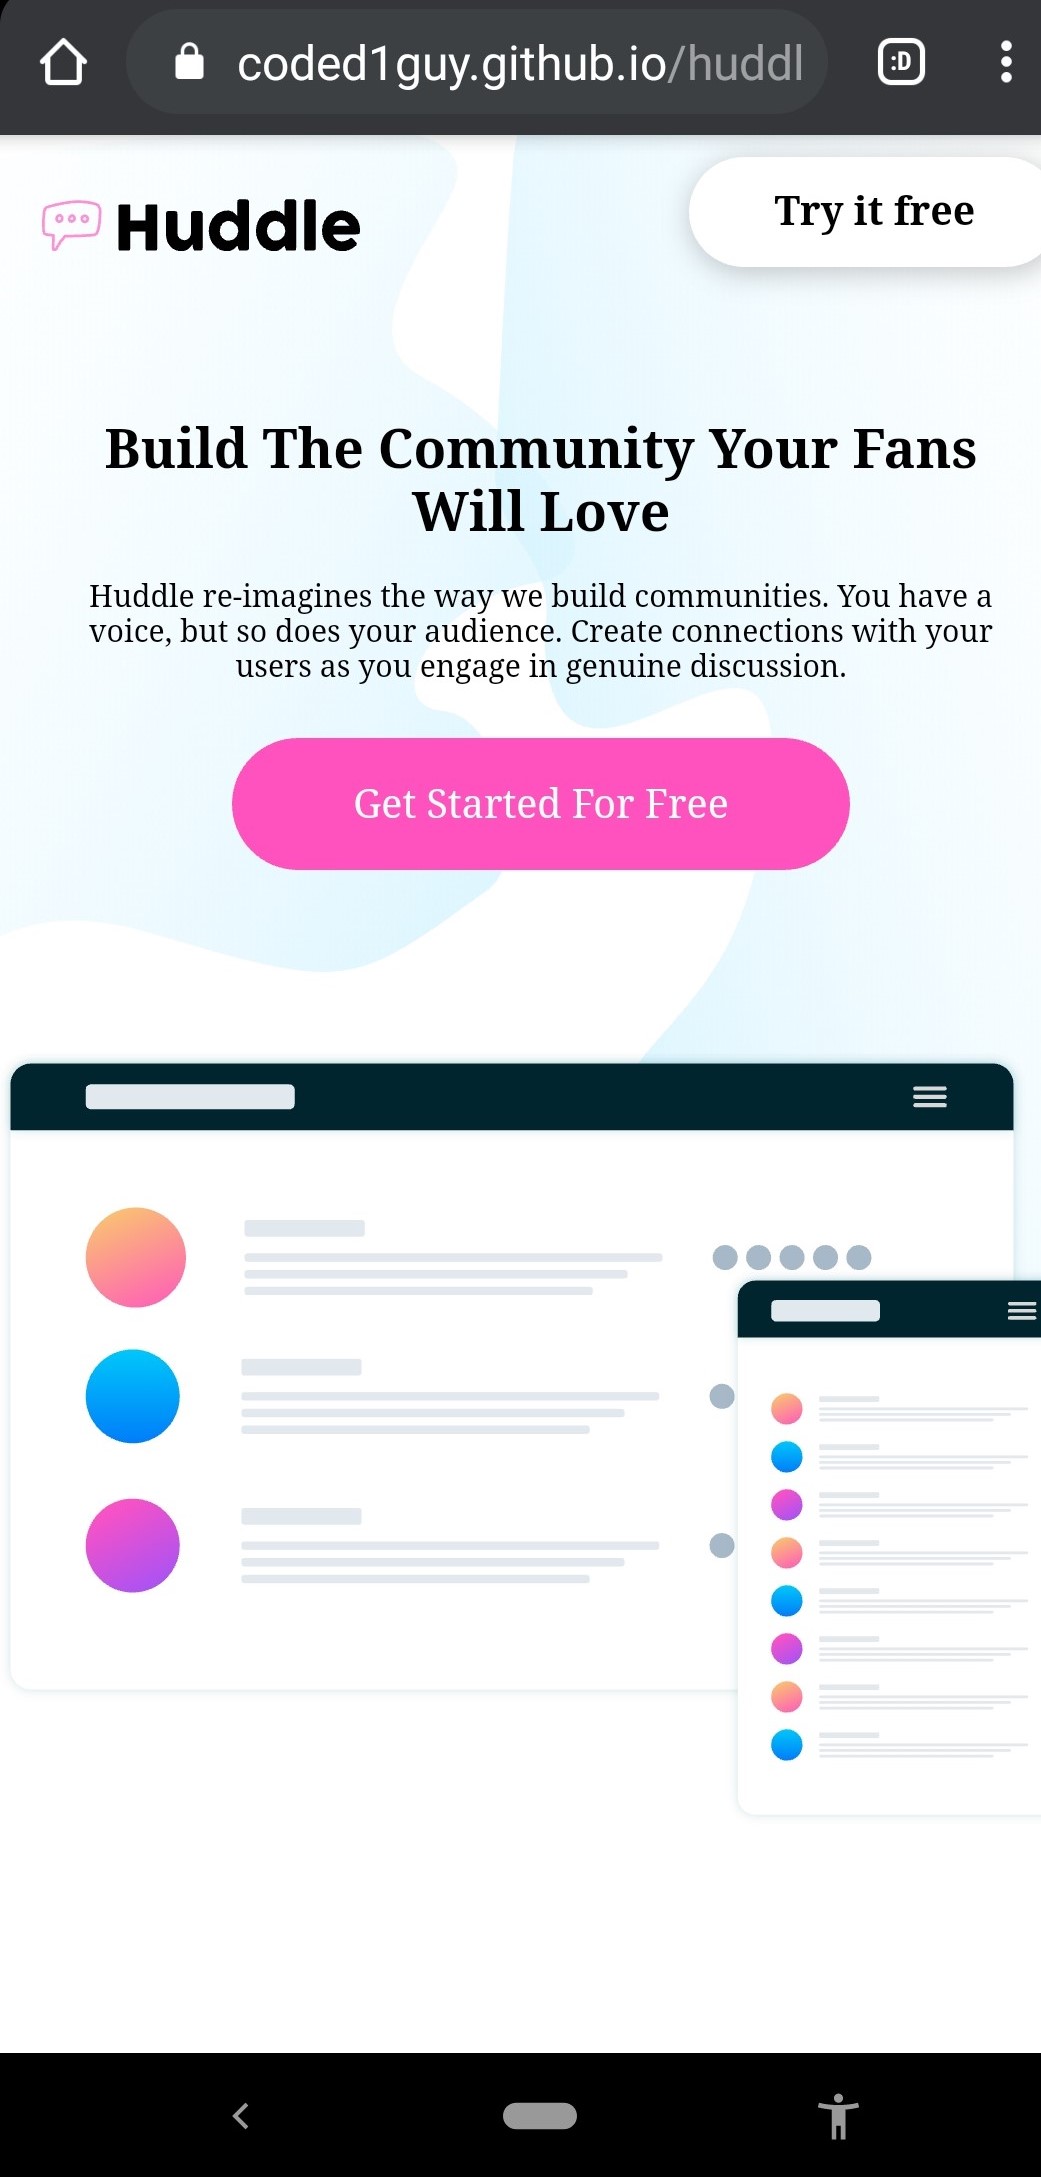 coded1guy.github.io/huddl
:D
Huddle
Try it free
Build The Community Your Fans
Will Love
Huddle re-imagines the way we build communities. You have a
voice, but so does your audience. Create connections with your
users as you engage in genuine discussion.
Get Started For Free